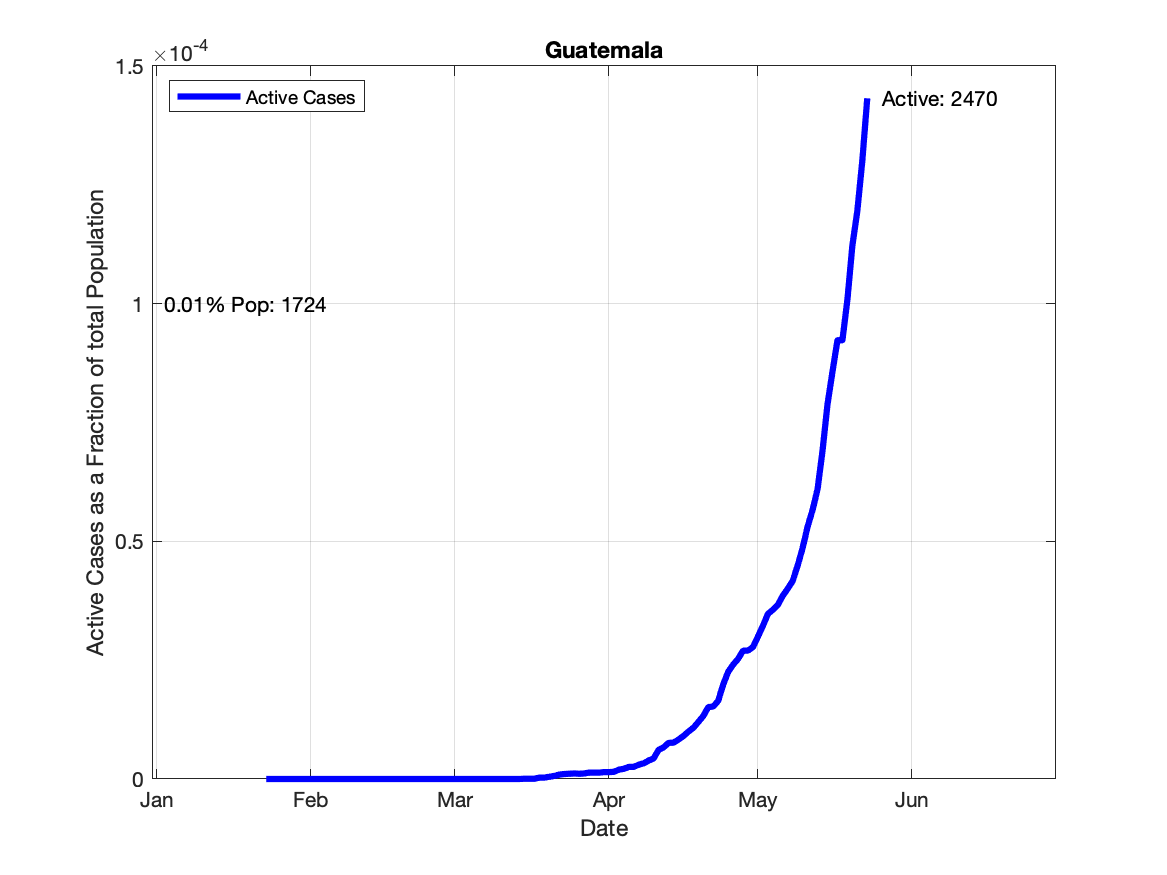 Guatemala
×10-4
1.5
Active Cases
Active: 2470
1
0.01% Pop: 1724
0.5
0
Active Cases as a Fraction of total Population
Jan Feb Mar Apr May Jun
Date